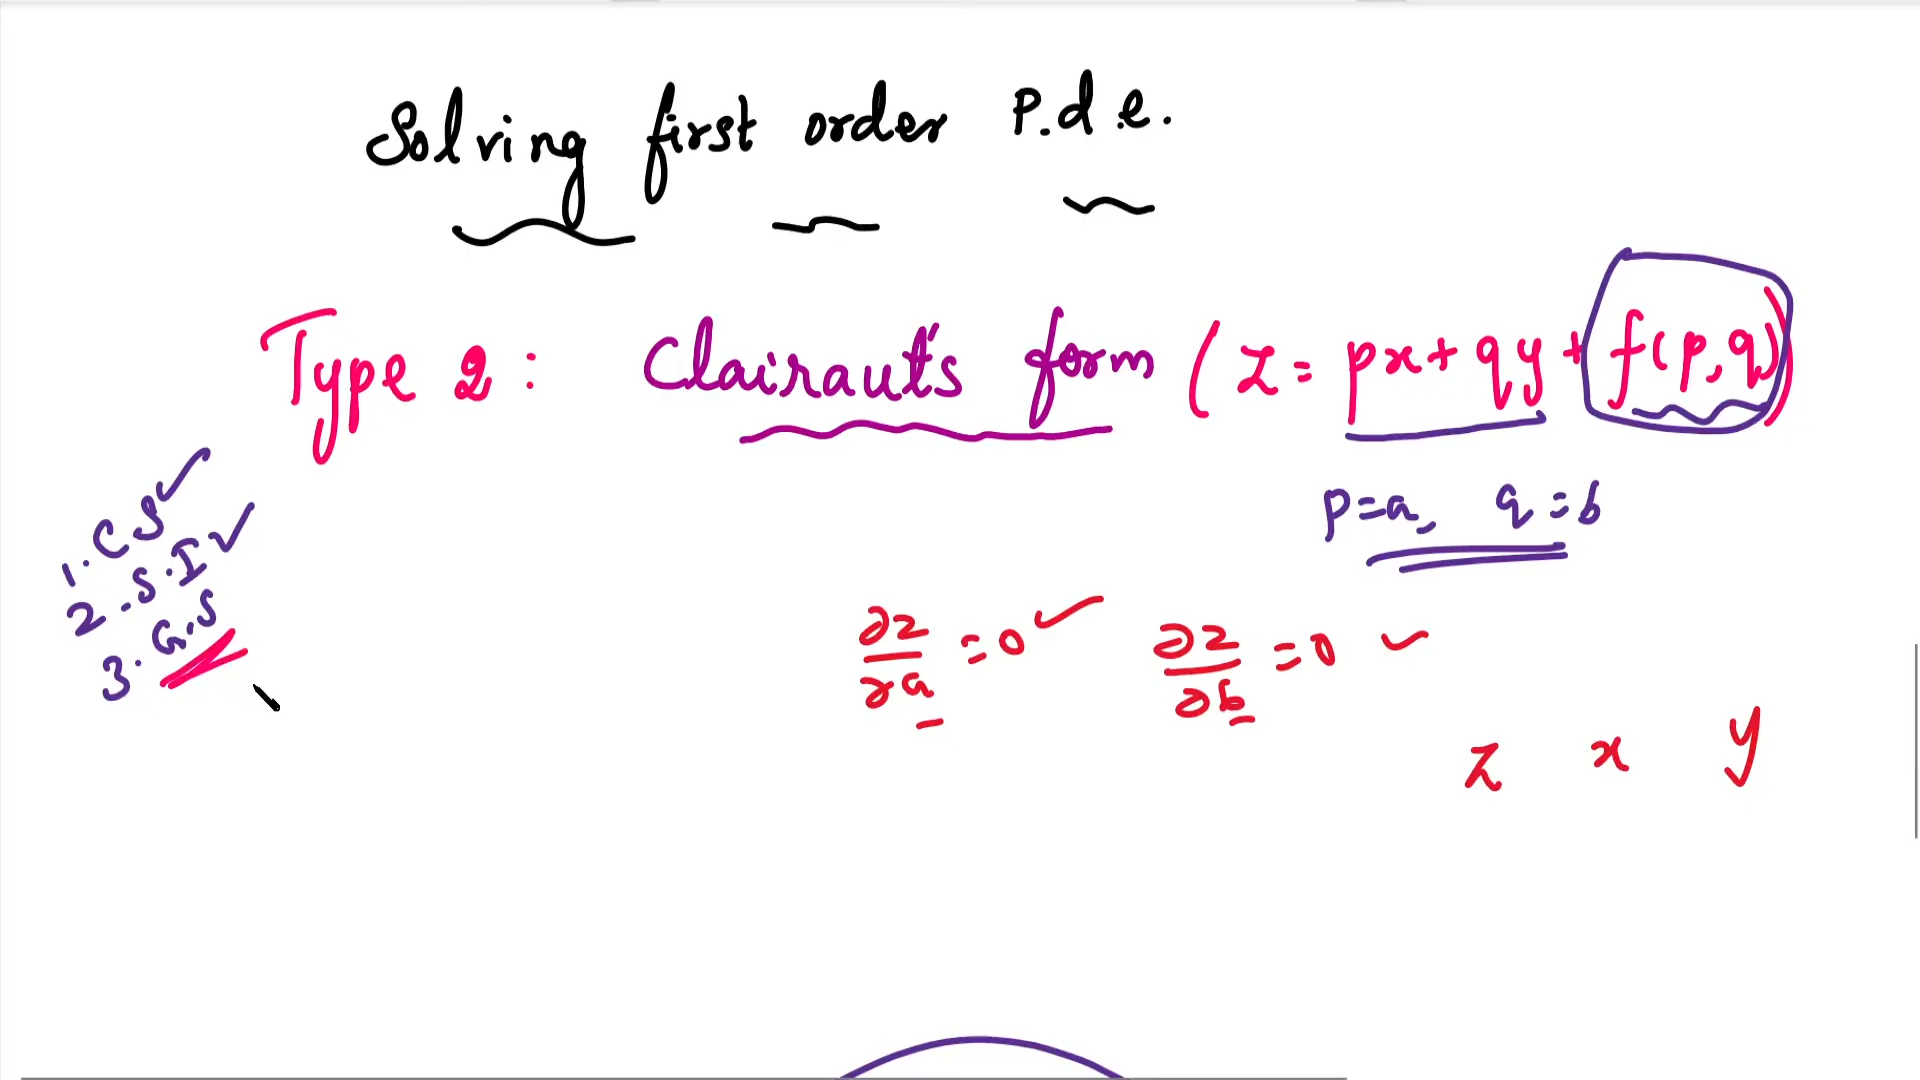 Solving first order P.d.e.
Type 2: Clairaut's form (z = px + qy + f(p,q))
p=a, q=b
1. C S
2. S.I
3. G.S
∂z/∂a = 0 ∂z/∂b = 0
z x y